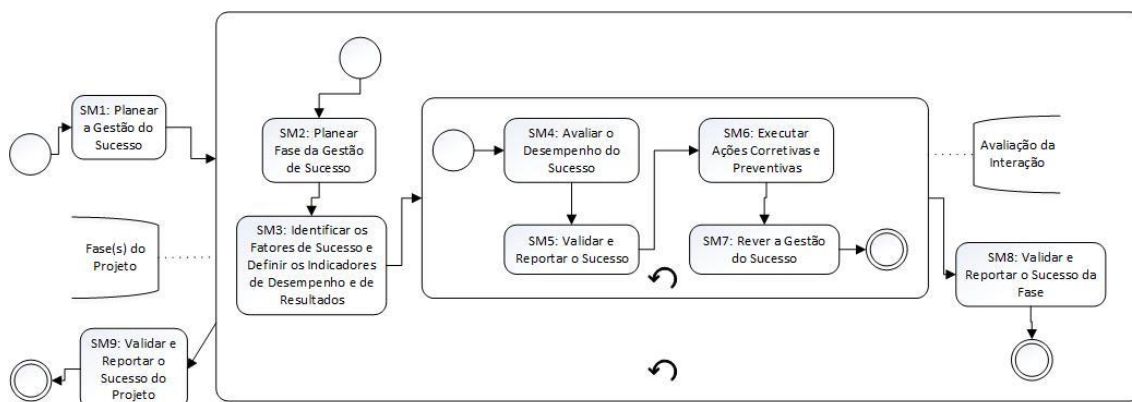 SM1: Planear
a Gestão do
Sucesso
Fase(s) do
Projeto
SM9: Validar e
Reportar o
Sucesso do
Projeto
SM2: Planear
Fase da Gestão
de Sucesso
SM3: Identificar os
Fatores de Sucesso e
Definir os Indicadores
de Desempenho e de
Resultados
SM4: Avaliar o
Desempenho do
Sucesso
SM5: Validar e
Reportar o Sucesso
SM6: Executar
Ações Corretivas e
Preventivas
SM7: Rever a Gestão
do Sucesso
Avaliação da
Interação
SM8: Validar e
Reportar o Sucesso da
Fase